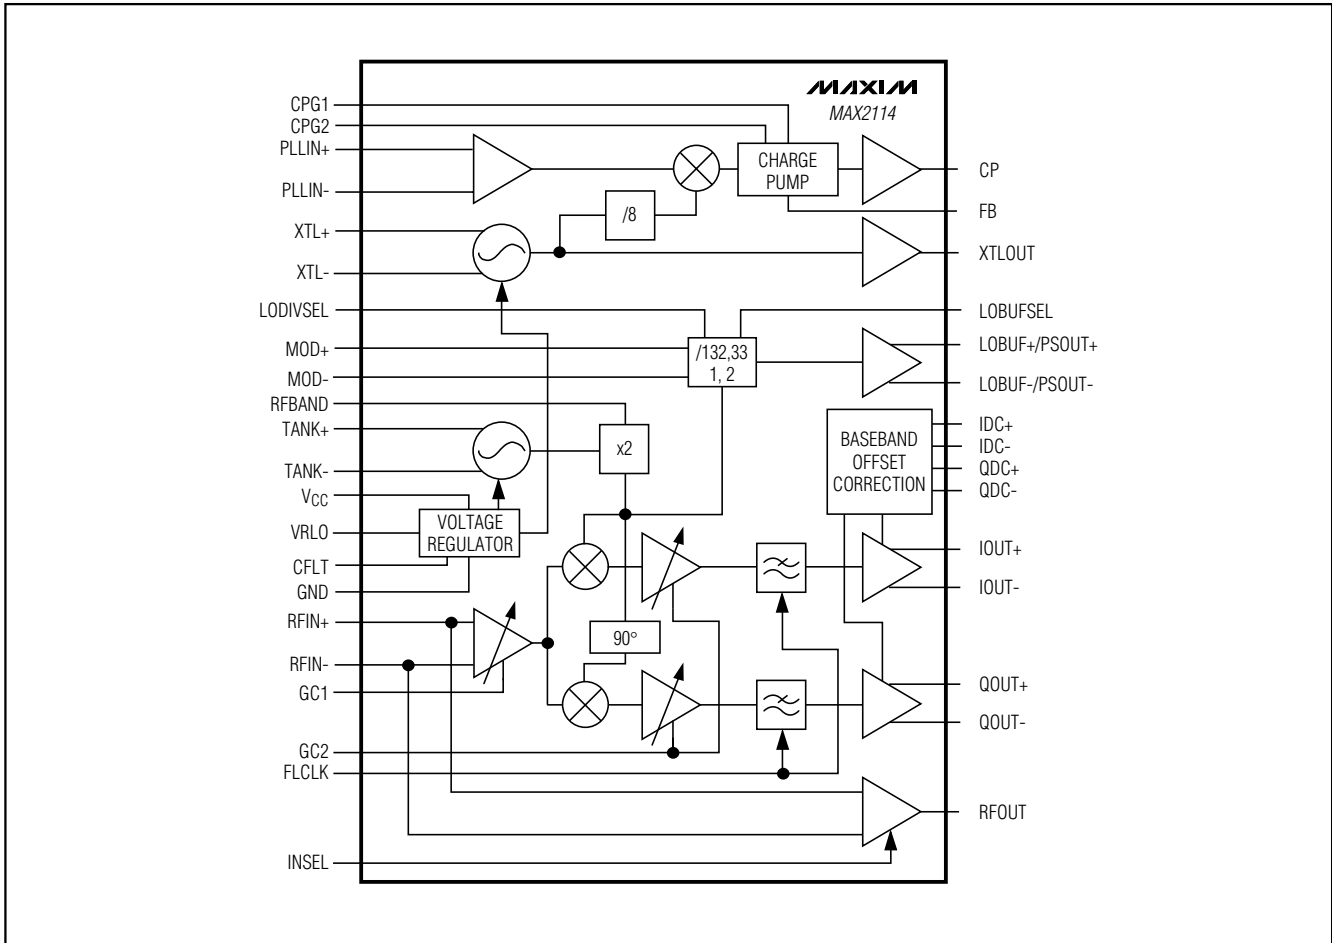 MAXIM
MAX2114
CPG1
CPG2
PLLIN+
PLLIN-
XTL+
XTL-
LODIVSEL
MOD+
MOD-
RFBAND
TANK+
TANK-
VCC
VRLO
CFLT
GND
RFIN+
RFIN-
GC1
GC2
FLCLK
INSEL
CHARGE
PUMP
/8
/132,33
1, 2
x2
VOLTAGE
REGULATOR
90°
BASEBAND
OFFSET
CORRECTION
CP
FB
XTLOUT
LOBUFSEL
LOBUF+/PSOUT+
LOBUF-/PSOUT-
IDC+
IDC-
QDC+
QDC-
IOUT+
IOUT-
QOUT+
QOUT-
RFOUT